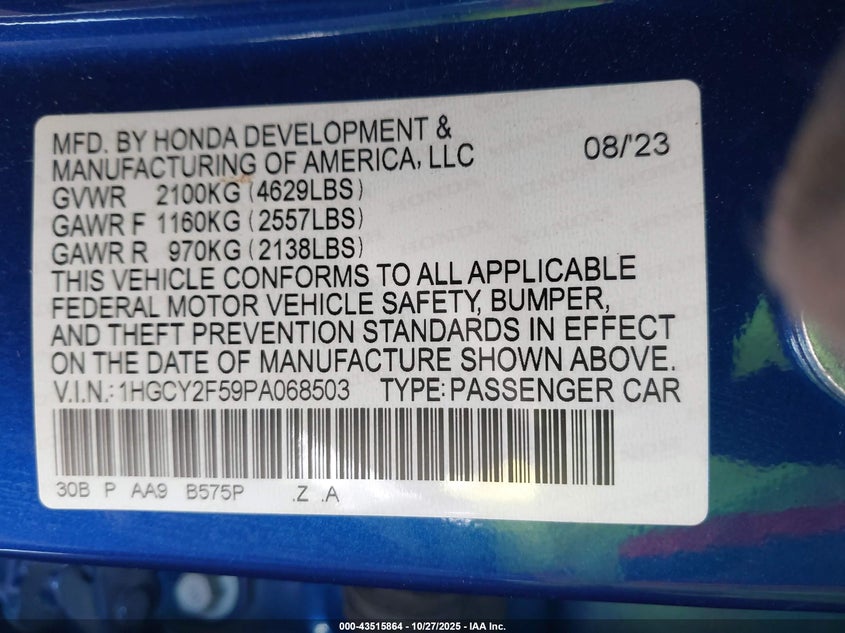 MFD. BY HONDA DEVELOPMENT &
MANUFACTURING OF AMERICA, LLC 08/'23
GVWR 2100KG (4629LBS)
GAWR F 1160KG (2557LBS)
GAWR R 970KG (2138LBS)
THIS VEHICLE CONFORMS TO ALL APPLICABLE
FEDERAL MOTOR VEHICLE SAFETY, BUMPER,
AND THEFT PREVENTION STANDARDS IN EFFECT
ON THE DATE OF MANUFACTURE SHOWN ABOVE.
V.I.N.: 1HGCY2F59PA068503 TYPE: PASSENGER CAR
30B P AA9 B575P .Z .A
000-43515864 | 10/27/2025 | IAA Inc.